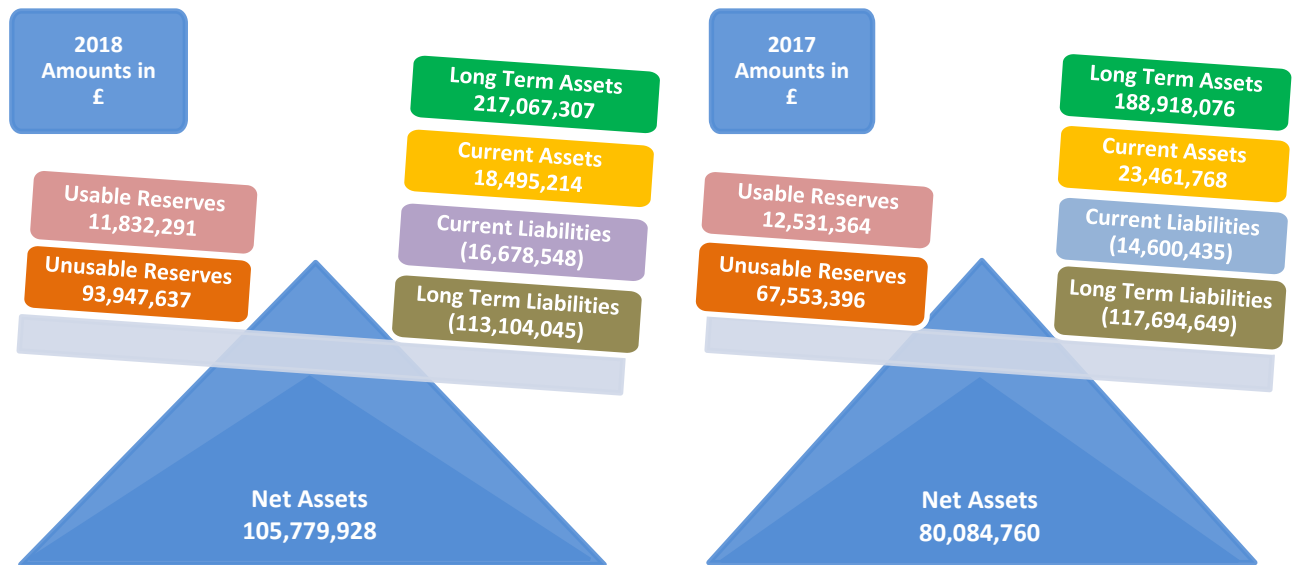 2018
Amounts in
£
Long Term Assets
217,067,307
Current Assets
18,495,214
Usable Reserves
11,832,291
Current Liabilities
(16,678,548)
Unusable Reserves
93,947,637
Long Term Liabilities
(113,104,045)
Net Assets
105,779,928
2017
Amounts in
£
Long Term Assets
188,918,076
Current Assets
23,461,768
Usable Reserves
12,531,364
Current Liabilities
(14,600,435)
Unusable Reserves
67,553,396
Long Term Liabilities
(117,694,649)
Net Assets
80,084,760